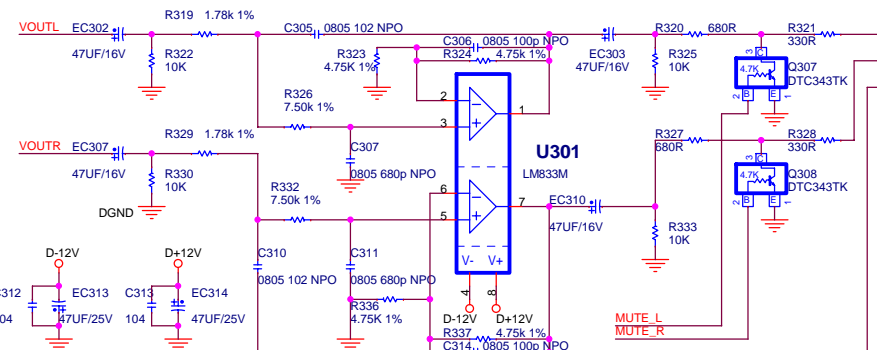 R319 1.78k 1%
VOUTL EC302
47UF/16V
R322
10K
C305 0805 102 NPO
R323
4.75K 1%
C306 0805 100p NPO
R324 4.75k 1%
EC303
47UF/16V
R320 680R
R325
10K
R321
330R
3 C
4.7K
Q307
DTC343TK
2 B E 1
R326
7.50k 1%
2
3
1
C307
0805 680p NPO
U301
LM833M
R329 1.78k 1%
VOUTR EC307
47UF/16V
R330
10K
DGND
R332
7.50k 1%
6
5
7
EC310
47UF/16V
R327
680R
R333
10K
R328
330R
3 C
4.7K
Q308
DTC343TK
2 B E 1
C310
0805 102 NPO
C311
0805 680p NPO
R336
4.75K 1%
V- V+
4 8
D-12V D+12V
R337 4.75k 1%
C314 0805 100p NPO
MUTE_L
MUTE_R
D-12V
C312 EC313
04 47UF/25V
D+12V
C313 EC314
104 47UF/25V